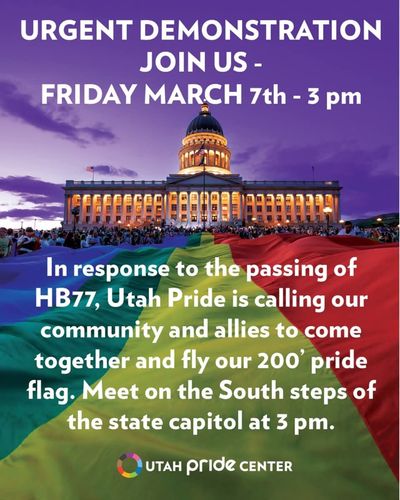 URGENT DEMONSTRATION
JOIN US -
FRIDAY MARCH 7th - 3 pm
In response to the passing of
HB77, Utah Pride is calling our
community and allies to come
together and fly our 200' pride
flag. Meet on the South steps of
the state capitol at 3 pm.
UTAH PRIDE CENTER